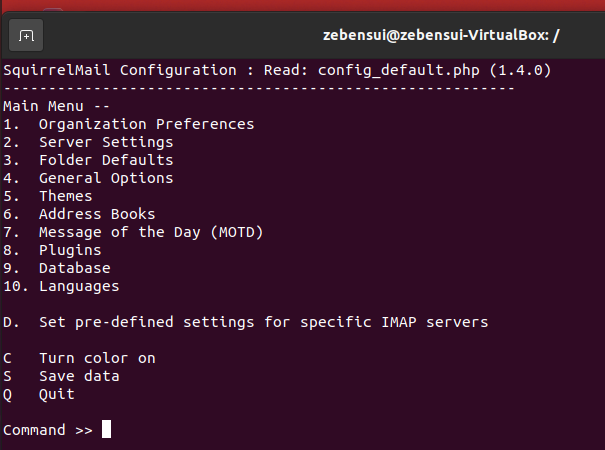 zebensui@zebensui-VirtualBox: /
SquirrelMail Configuration : Read: config_default.php (1.4.0)
---------------------------------------------------------
Main Menu --
1.  Organization Preferences
2.  Server Settings
3.  Folder Defaults
4.  General Options
5.  Themes
6.  Address Books
7.  Message of the Day (MOTD)
8.  Plugins
9.  Database
10. Languages
D.  Set pre-defined settings for specific IMAP servers
C   Turn color on
S   Save data
Q   Quit
Command >>